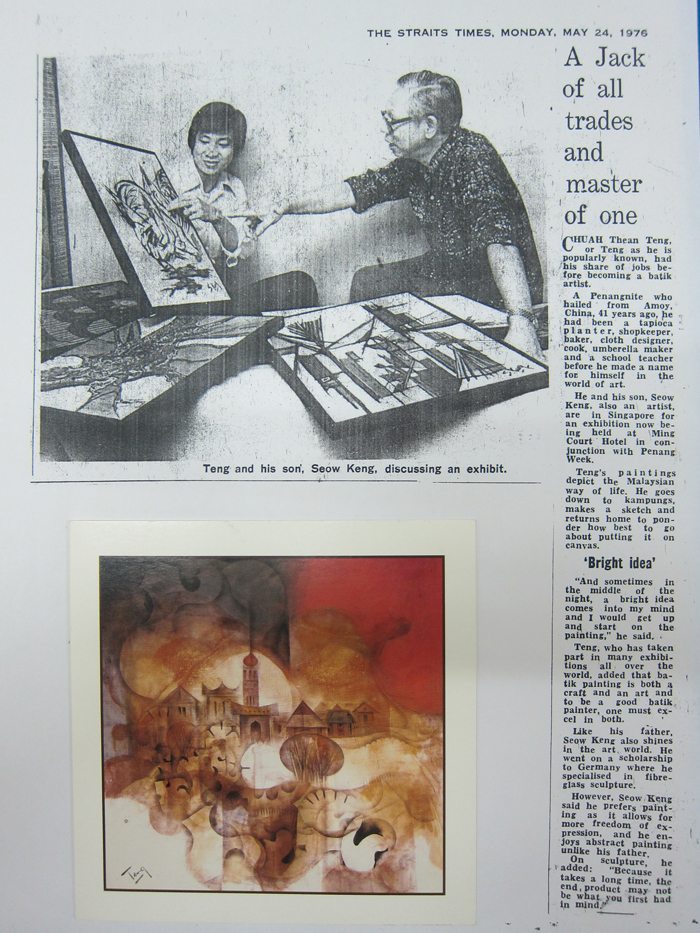 THE STRAITS TIMES, MONDAY, MAY 24, 1976
A Jack
of all
trades
and
master
of one
Teng and his son, Seow Keng, discussing an exhibit.
CHUAH Thean Teng,
or Teng as he is
popularly known, had
his share of jobs be-
fore becoming a batik
artist.
A Penangnite who
hailed from Amoy,
China, 41 years ago, he
had been a tapioca
planter, shopkeeper,
baker, cloth designer,
cook, umberella maker
and a school teacher
before he made a name
for himself in the
world of art.
He and his son, Seow
Keng, also an artist,
are in Singapore for
an exhibition now be-
ing held at Ming
Court Hotel in con-
junction with Penang
Week.
Teng's paintings
depict the Malaysian
way of life. He goes
down to kampungs,
makes a sketch and
returns home to pon-
der how best to go
about putting it on
canvas.
'Bright idea'
"And sometimes in
the middle of the
night, a bright idea
comes into my mind
and I would get up
and start on the
painting," he said.
Teng, who has taken
part in many exhibi-
tions all over the
world, added that ba-
tik painting is both a
craft and an art and
to be a good batik
painter, one must ex-
cel in both.
Like his father,
Seow Keng also shines
in the art world. He
went on a scholarship
to Germany where he
specialised in fibre-
glass sculpture.
However, Seow Keng
said he prefers paint-
ing as it allows for
more freedom of ex-
pression, and he en-
joys abstract painting
unlike his father.
On sculpture, he
added: "Because it
takes a long time, the
end product may not
be what you first had
in mind."
Teng